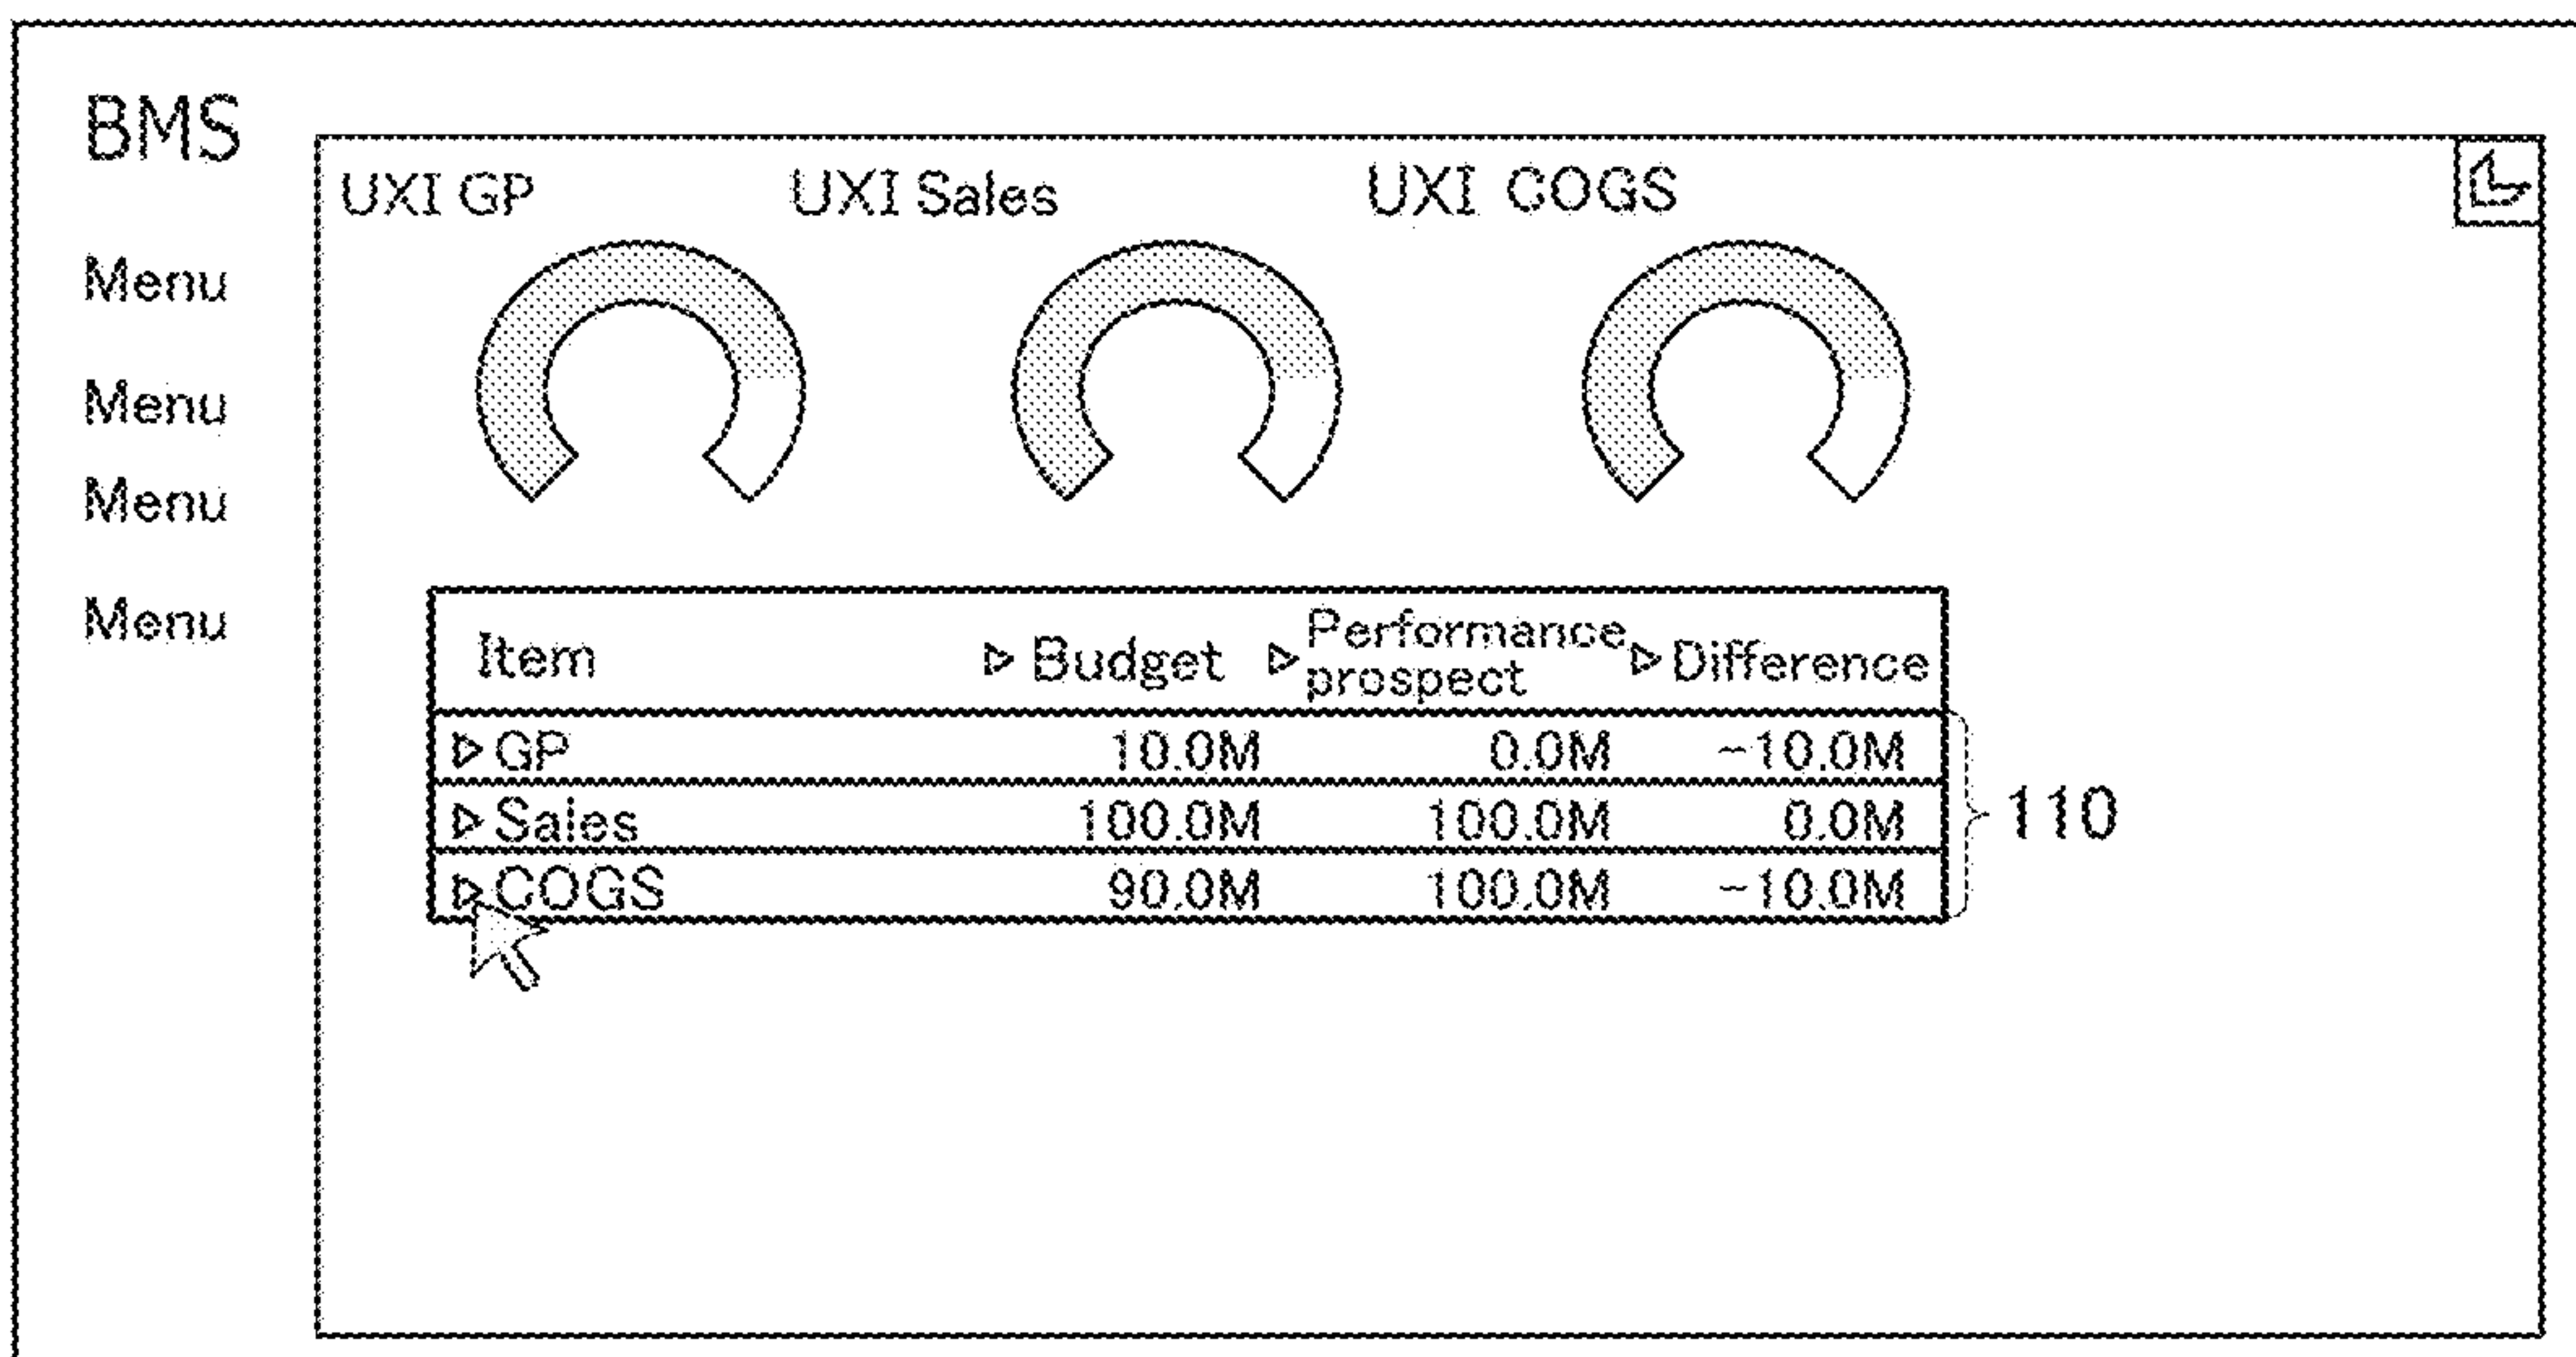 BMS
Menu
Menu
Menu
Menu
UXI GP UXI Sales UXI COGS
Item ▷ Budget ▷ Performance prospect ▷ Difference
▷ GP 10.0M 0.0M -10.0M
▷ Sales 100.0M 100.0M 0.0M
▷ COGS 90.0M 100.0M -10.0M
110